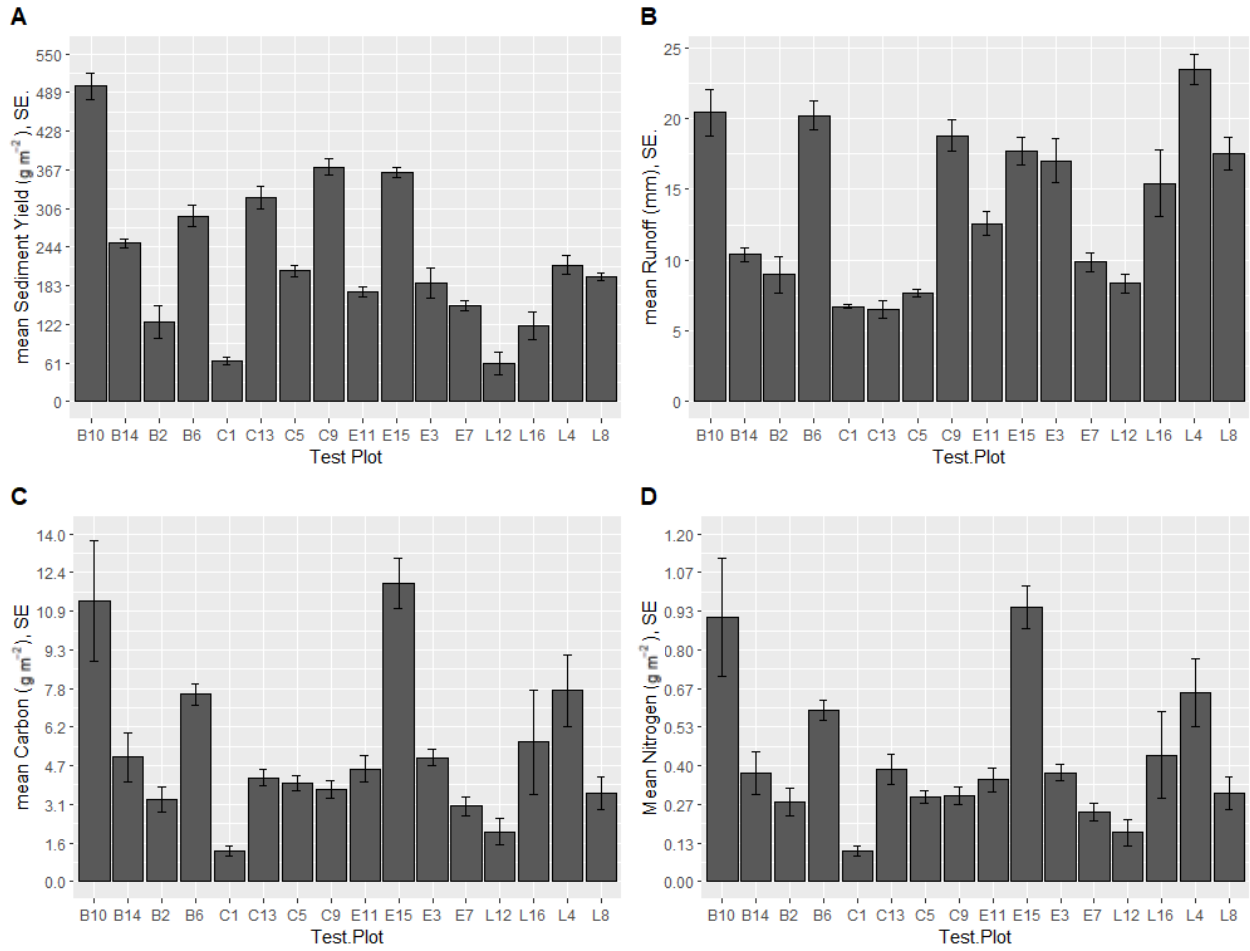 A
mean Sediment Yield (g m⁻²), SE.
550
489
428
367
306
244
183
122
61
0
B10 B14 B2 B6 C1 C13 C5 C9 E11 E15 E3 E7 L12 L16 L4 L8
Test Plot
B
mean Runoff (mm), SE.
25
20
15
10
5
0
B10 B14 B2 B6 C1 C13 C5 C9 E11 E15 E3 E7 L12 L16 L4 L8
Test.Plot
C
mean Carbon (g m⁻²), SE
14.0
12.4
10.9
9.3
7.8
6.2
4.7
3.1
1.6
0.0
B10 B14 B2 B6 C1 C13 C5 C9 E11 E15 E3 E7 L12 L16 L4 L8
Test.Plot
D
Mean Nitrogen (g m⁻²), SE
1.20
1.07
0.93
0.80
0.67
0.53
0.40
0.27
0.13
0.00
B10 B14 B2 B6 C1 C13 C5 C9 E11 E15 E3 E7 L12 L16 L4 L8
Test.Plot